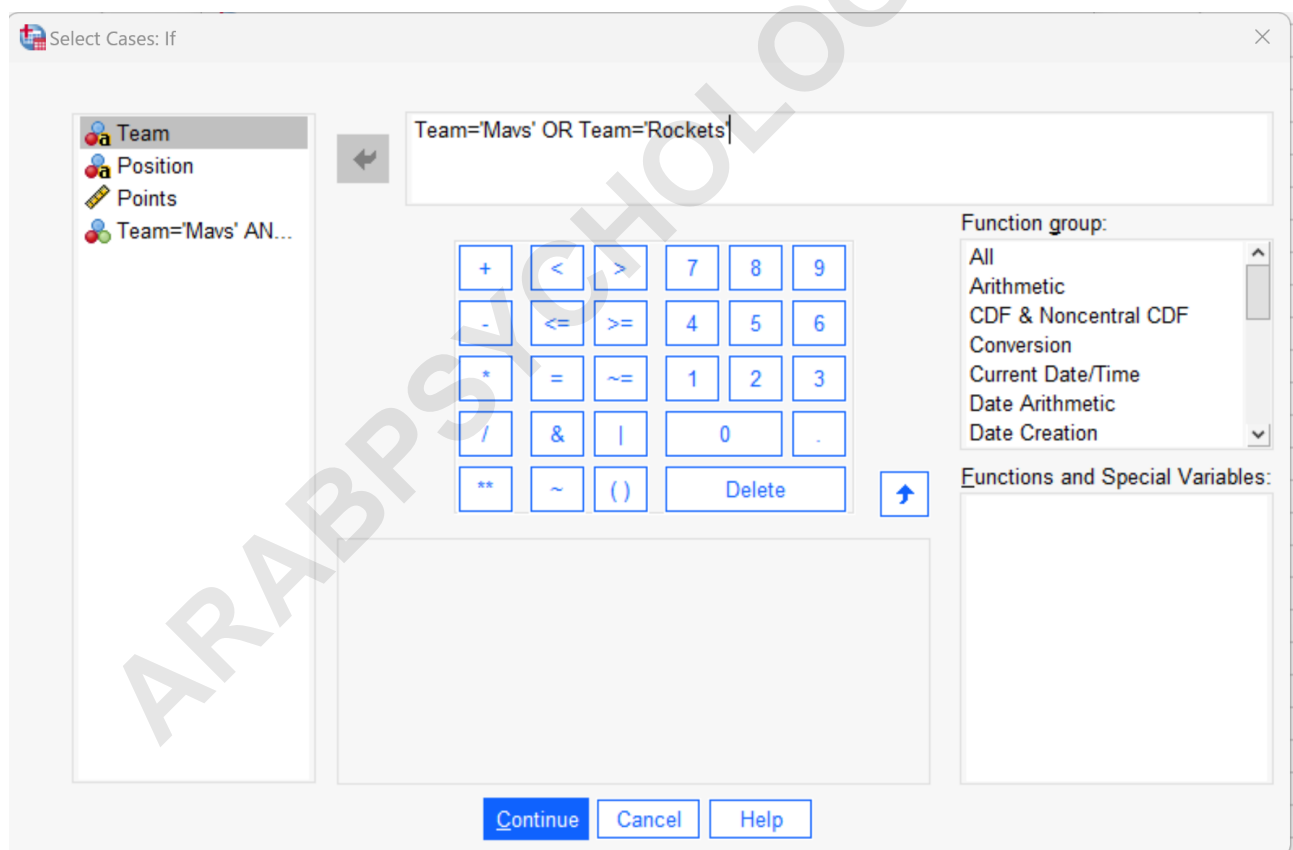 Select Cases: If
Team
Position
Points
Team='Mavs' AN...
Team='Mavs' OR Team='Rockets'
+ < > 7 8 9
- <= >= 4 5 6
* = ~= 1 2 3
/ & | 0 .
** ~ ( ) Delete
Function group:
All
Arithmetic
CDF & Noncentral CDF
Conversion
Current Date/Time
Date Arithmetic
Date Creation
Functions and Special Variables:
Continue Cancel Help
ARABPSYCHOLOG